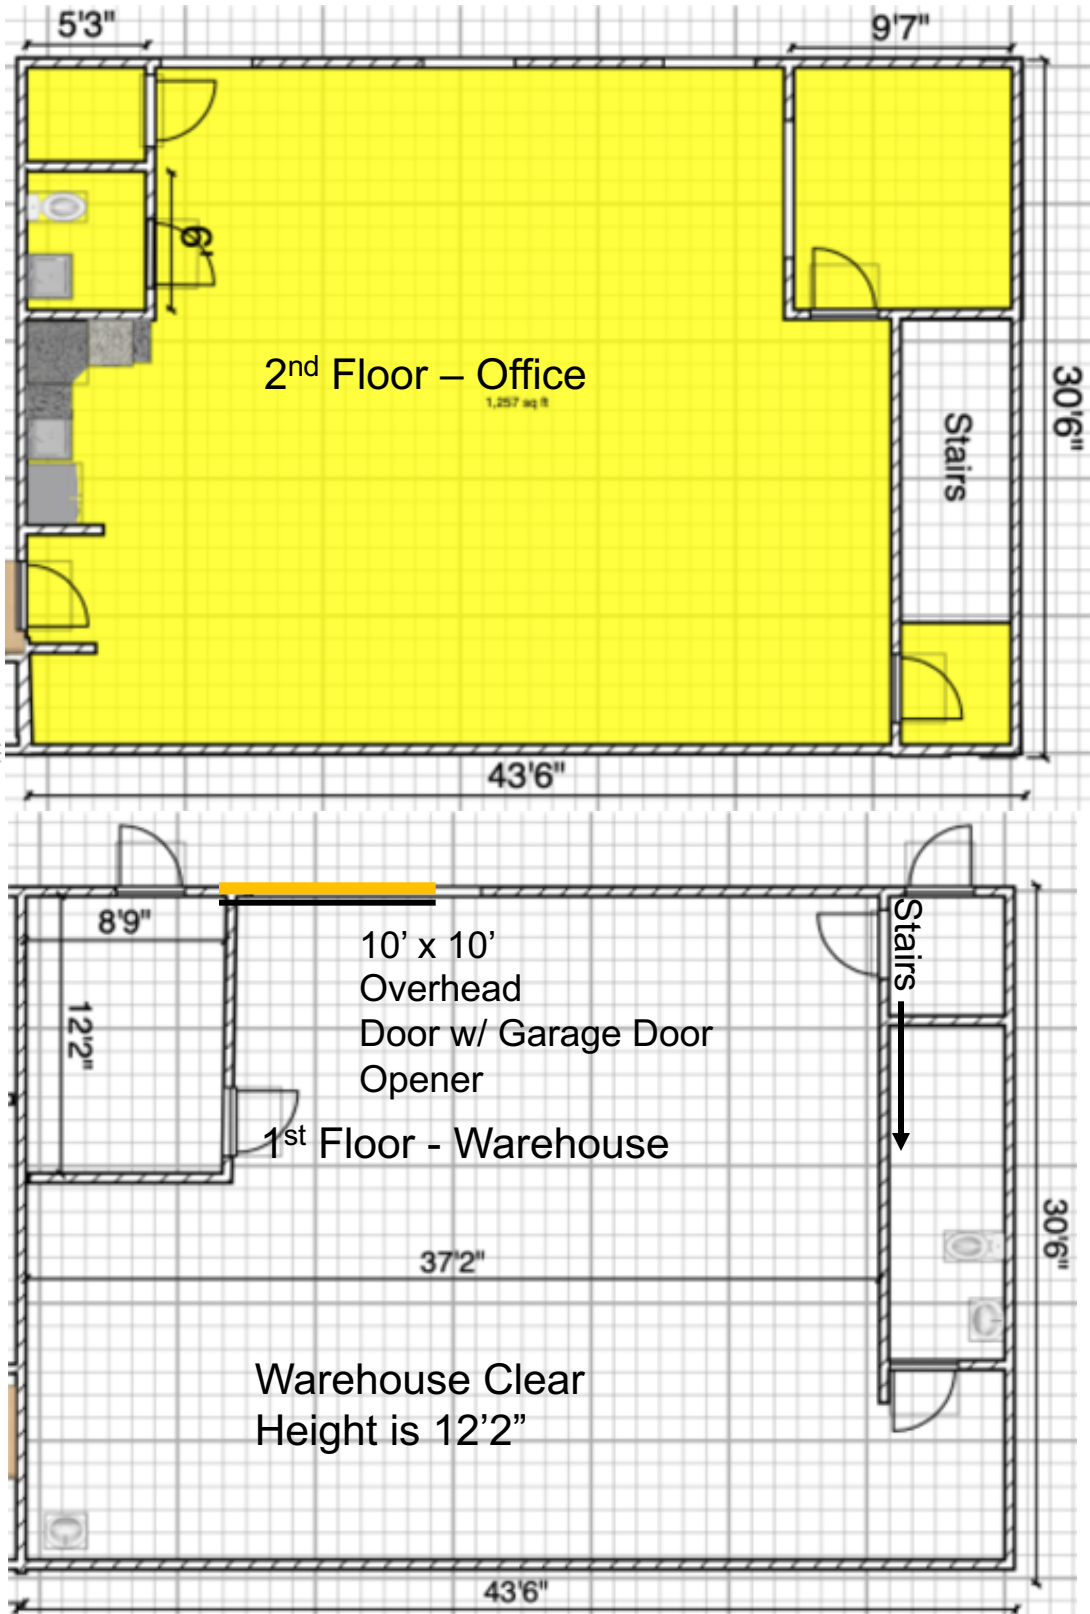 5'3"
9'7"
6'
2nd Floor – Office
1,257 sq ft
Stairs
30'6"
43'6"
8'9"
12'2"
10’ x 10’
Overhead
Door w/ Garage Door
Opener
Stairs
1st Floor - Warehouse
37'2"
30'6"
Warehouse Clear
Height is 12’2”
43'6"